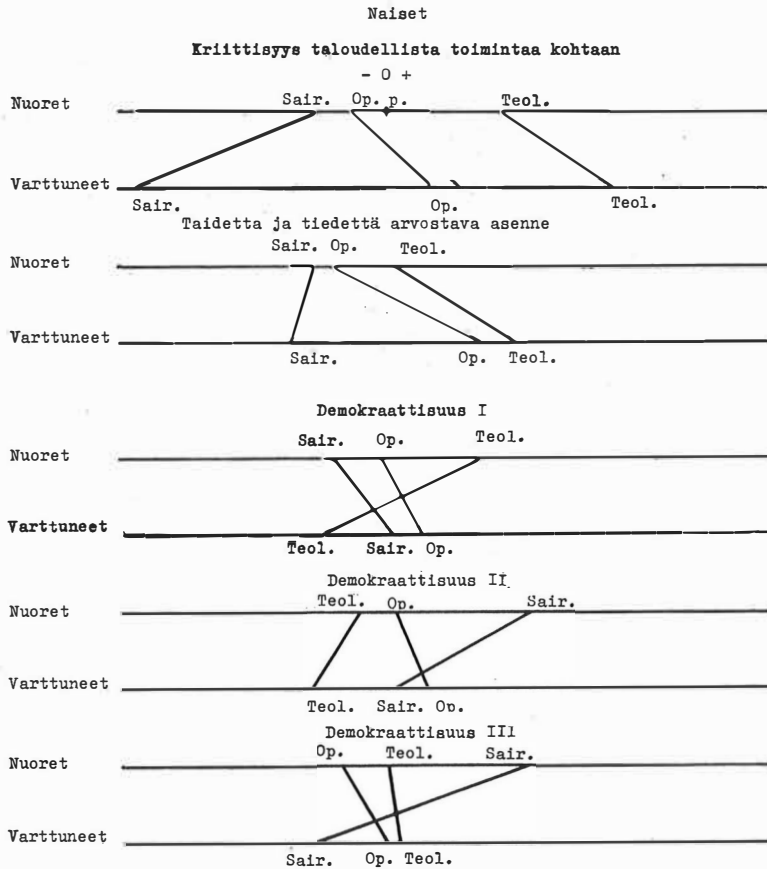 Naiset
Kriittisyys taloudellista toimintaa kohtaan
- 0 +
Nuoret Sair. Op. p. Teol.
Varttuneet
Sair. Op. Teol.
Taidetta ja tiedettä arvostava asenne
Sair. Op. Teol.
Nuoret
Varttuneet
Sair. Op. Teol.
Demokraattisuus I
Sair. Op. Teol.
Nuoret
Varttuneet
Teol. Sair. Op.
Demokraattisuus II
Teol. Op. Sair.
Nuoret
Varttuneet
Teol. Sair. Op.
Demokraattisuus III
Op. Teol. Sair.
Nuoret
Varttuneet
Sair. Op. Teol.